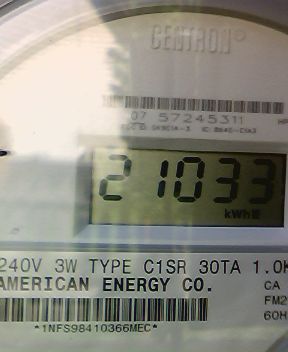 CENTRON®
07 57245311
21033
kWh
240V 3W TYPE C1SR 30TA 1.0K
AMERICAN ENERGY CO.
CA
FM2
60H
*1NFS98410366MEC*